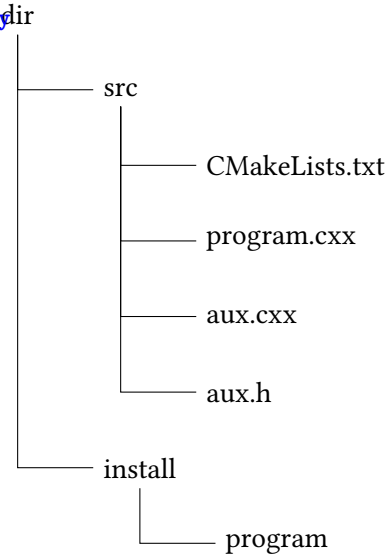 dir
src
CMakeLists.txt
program.cxx
aux.cxx
aux.h
install
program